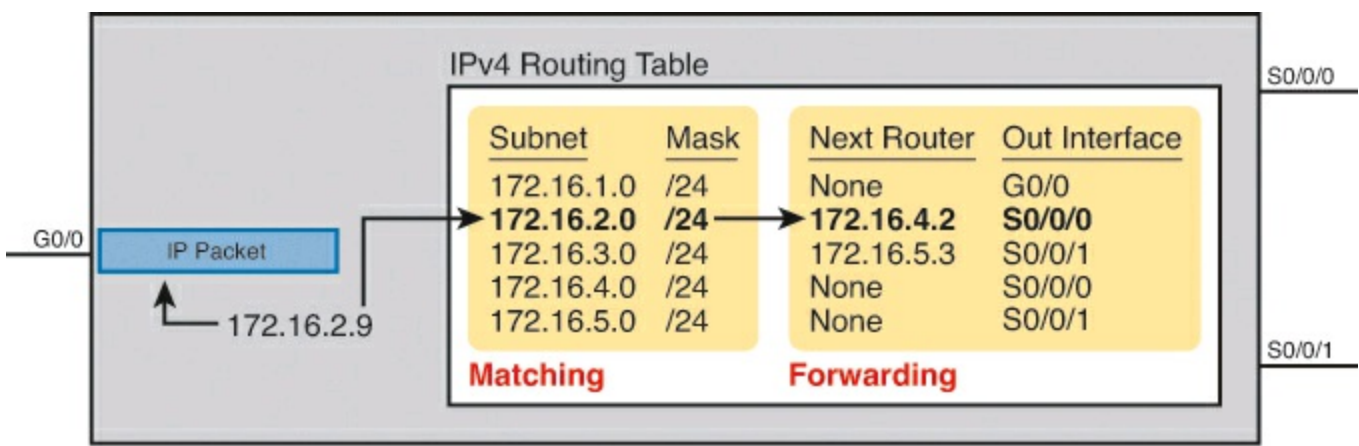 IPv4 Routing Table
S0/0/0
Subnet Mask Next Router Out Interface
172.16.1.0 /24 None G0/0
172.16.2.0 /24 172.16.4.2 S0/0/0
G0/0
IP Packet
172.16.3.0 /24 172.16.5.3 S0/0/1
172.16.4.0 /24 None S0/0/0
172.16.2.9
172.16.5.0 /24 None S0/0/1
S0/0/1
Matching Forwarding